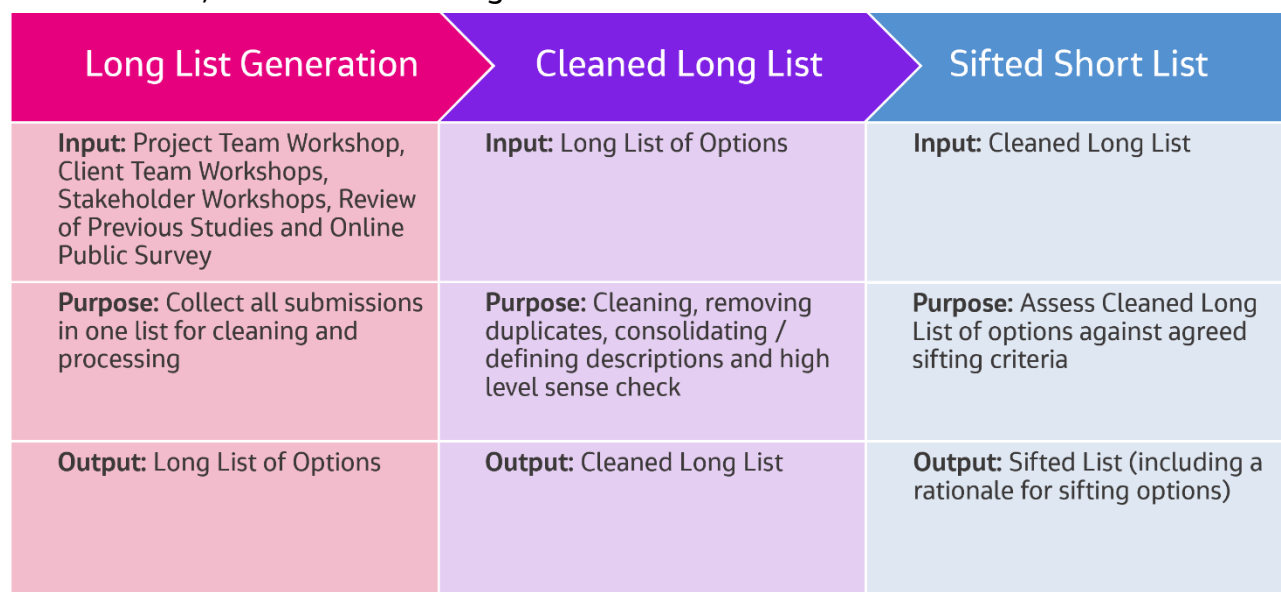 Long List Generation
Cleaned Long List
Sifted Short List
Input: Project Team Workshop,
Client Team Workshops,
Stakeholder Workshops, Review
of Previous Studies and Online
Public Survey
Input: Long List of Options
Input: Cleaned Long List
Purpose: Collect all submissions
in one list for cleaning and
processing
Purpose: Cleaning, removing
duplicates, consolidating /
defining descriptions and high
level sense check
Purpose: Assess Cleaned Long
List of options against agreed
sifting criteria
Output: Long List of Options
Output: Cleaned Long List
Output: Sifted List (including a
rationale for sifting options)